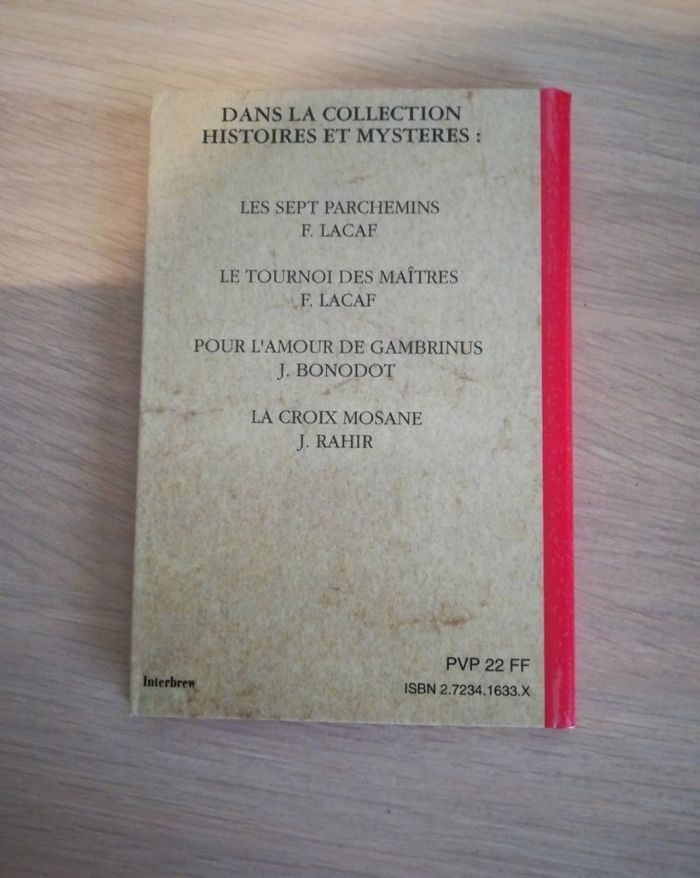 DANS LA COLLECTION
HISTOIRES ET MYSTERES :
LES SEPT PARCHEMINS
F. LACAF
LE TOURNOI DES MAÎTRES
F. LACAF
POUR L'AMOUR DE GAMBRINUS
J. BONODOT
LA CROIX MOSANE
J. RAHIR
PVP 22 FF
Interbrew
ISBN 2.7234.1633.X